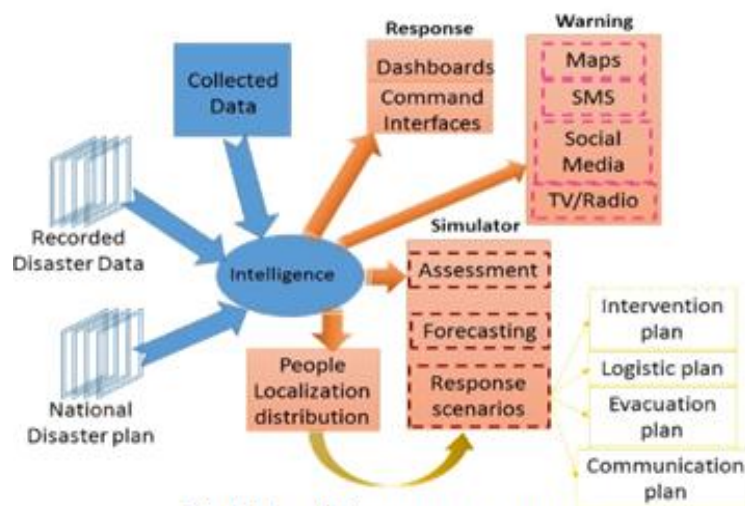 Response
Dashboards
Command
Interfaces
Warning
Maps
SMS
Social
Media
TV/Radio
Collected
Data
Recorded
Disaster Data
Intelligence
National
Disaster plan
People
Localization
distribution
Simulator
Assessment
Forecasting
Response
scenarios
Intervention
plan
Logistic plan
Evacuation
plan
Communication
plan